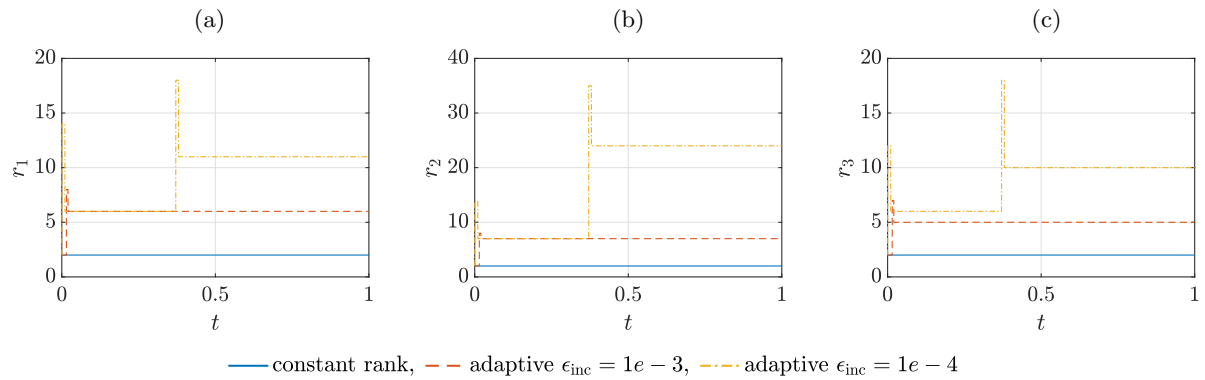 (a)
(b)
(c)
20
15
10
5
0
r₁
0
0.5
1
t
40
30
20
10
0
r₂
0
0.5
1
t
20
15
10
5
0
r₃
0
0.5
1
t
constant rank, adaptive ϵ_inc = 1e − 3, adaptive ϵ_inc = 1e − 4